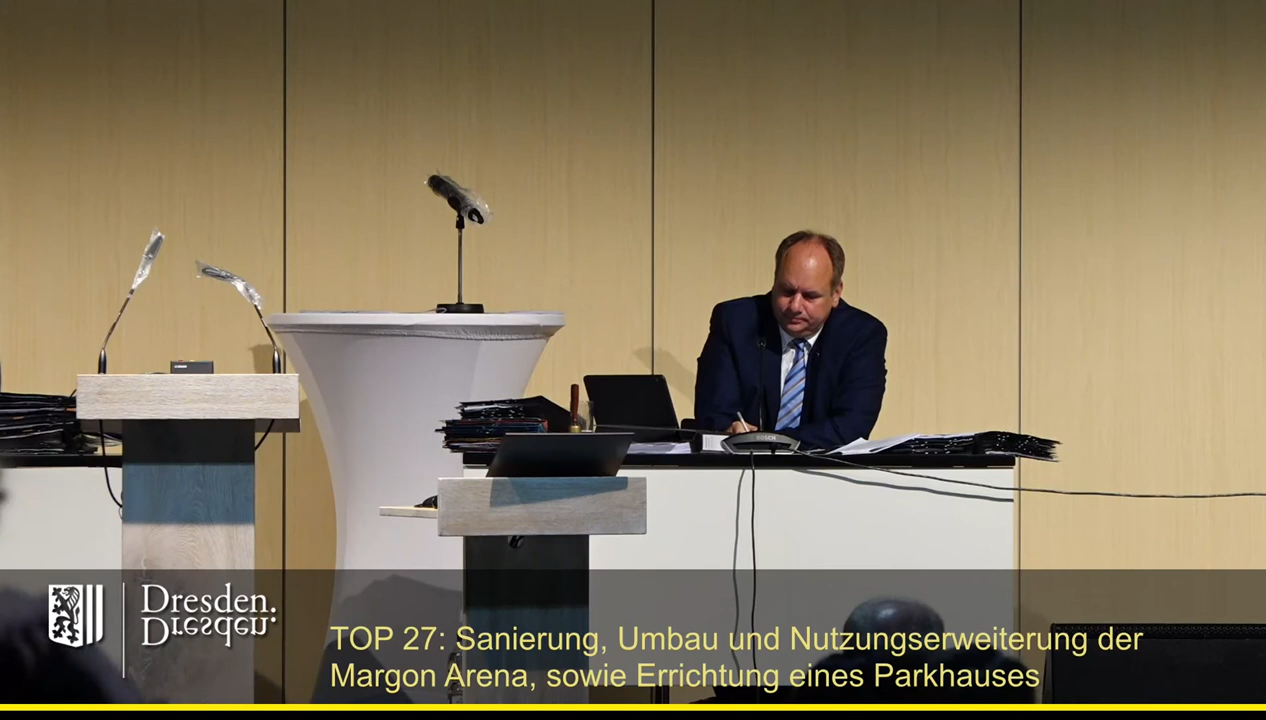 BOSCH
Dresden.
Dresden.
TOP 27: Sanierung, Umbau und Nutzungserweiterung der
Margon Arena, sowie Errichtung eines Parkhauses